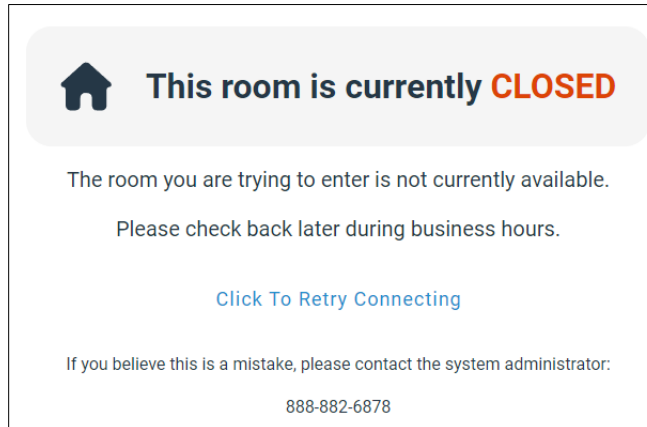 This room is currently CLOSED
The room you are trying to enter is not currently available.
Please check back later during business hours.
Click To Retry Connecting
If you believe this is a mistake, please contact the system administrator:
888-882-6878